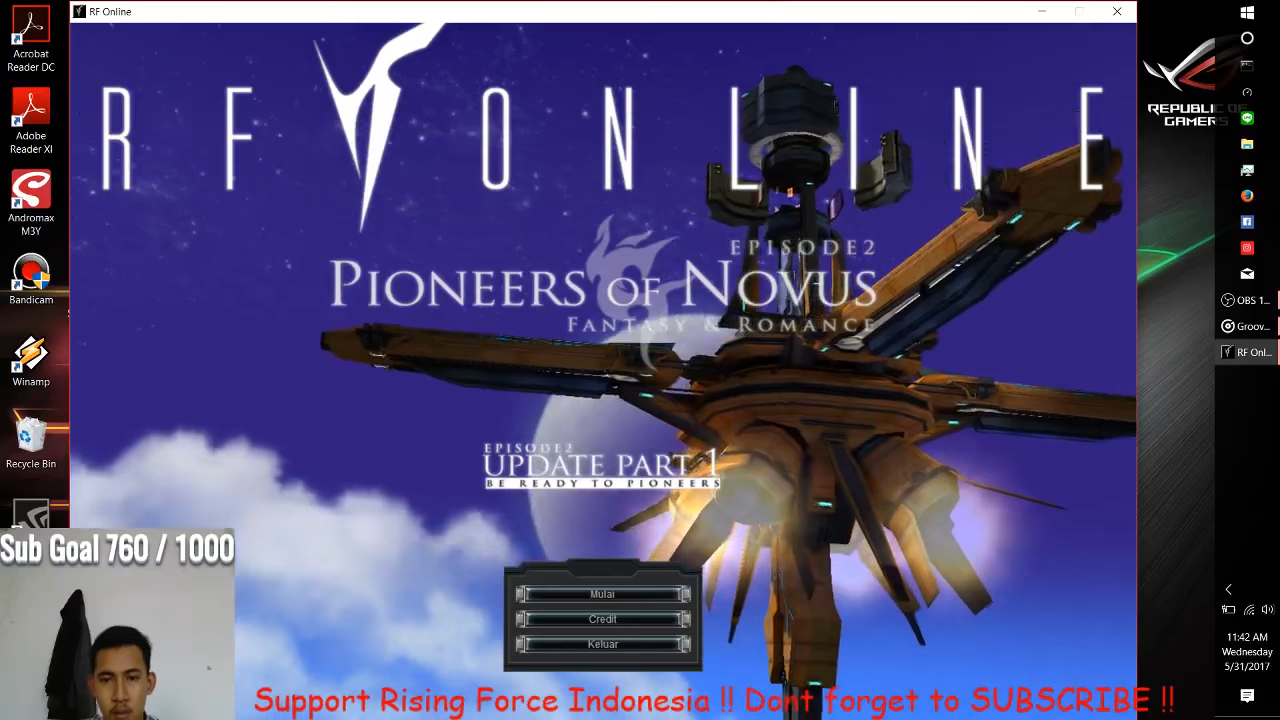 RF Online
Acrobat
Reader DC
Adobe
Reader XI
Andromax
M3Y
Bandicam
Winamp
Recycle Bin
RF ONLINE
EPISODE2
PIONEERS OF NOVUS
FANTASY & ROMANCE
EPISODE2
UPDATE PART 1
BE READY TO PIONEERS
Mulai
Credit
Keluar
Sub Goal 760 / 1000
Support Rising Force Indonesia !! Dont forget to SUBSCRIBE !!
REPUBLIC OF
GAMERS
OBS 1...
Groov...
RF Onl...
11:42 AM
Wednesday
5/31/2017